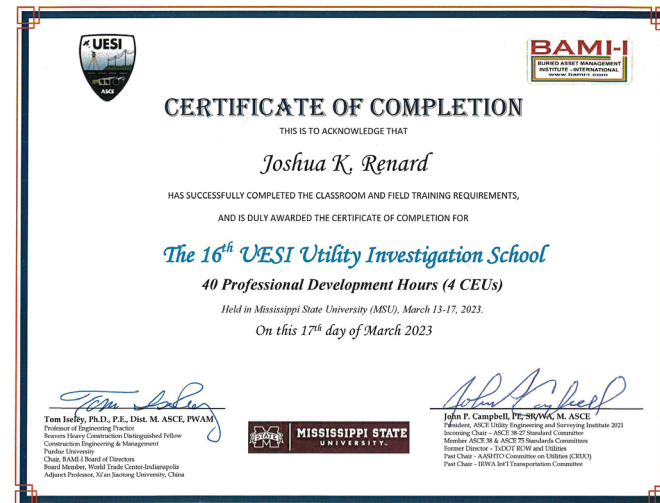 UESI
ASCE
BAMI-I
BURIED ASSET MANAGEMENT
INSTITUTE - INTERNATIONAL
www.bami-i.com
CERTIFICATE OF COMPLETION
THIS IS TO ACKNOWLEDGE THAT
Joshua K. Renard
HAS SUCCESSFULLY COMPLETED THE CLASSROOM AND FIELD TRAINING REQUIREMENTS,
AND IS DULY AWARDED THE CERTIFICATE OF COMPLETION FOR
The 16th UESI Utility Investigation School
40 Professional Development Hours (4 CEUs)
Held in Mississippi State University (MSU), March 13-17, 2023.
On this 17th day of March 2023
Tom Iseley, Ph.D., P.E., Dist. M. ASCE, PWAM
Professor of Engineering Practice
Beavers Heavy Construction Distinguished Fellow
Construction Engineering & Management
Purdue University
Chair, BAMI-I Board of Directors
Board Member, World Trade Center-Indianapolis
Adjunct Professor, Xi'an Jiaotong University, China
STATE
MISSISSIPPI STATE
UNIVERSITY™
John P. Campbell, PE, SR/WA, M. ASCE
President, ASCE Utility Engineering and Surveying Institute 2021
Incoming Chair – ASCE 38-27 Standard Committee
Member ASCE 38 & ASCE 75 Standards Committees
Former Director – TxDOT ROW and Utilities
Past Chair - AASHTO Committee on Utilities (CRUO)
Past Chair - IRWA Int'l Transportation Committee